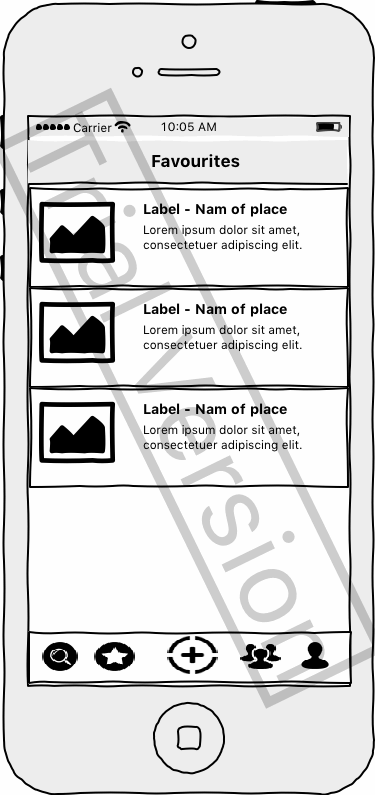 Carrier 10:05 AM
Favourites
Label - Nam of place
Lorem ipsum dolor sit amet,
consectetuer adipiscing elit.
Label - Nam of place
Lorem ipsum dolor sit amet,
consectetuer adipiscing elit.
Label - Nam of place
Lorem ipsum dolor sit amet,
consectetuer adipiscing elit.
Trial Version